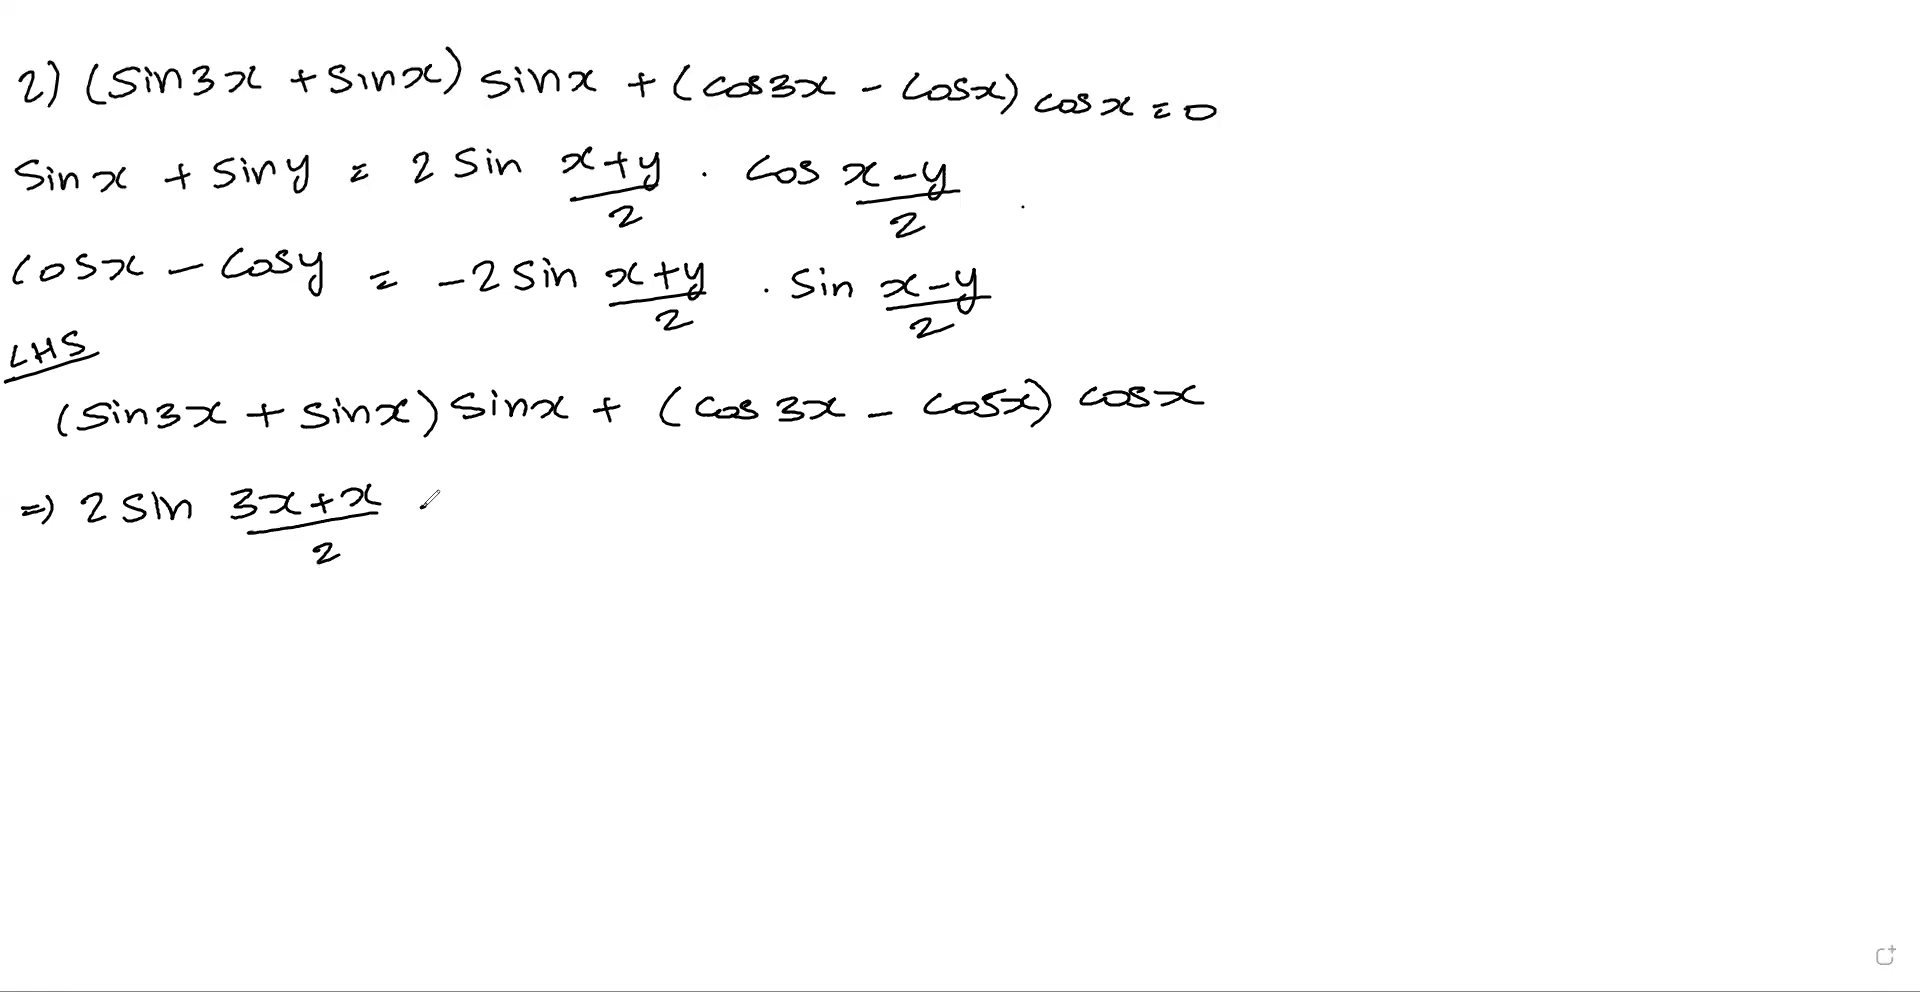 2) (sin3x + sinx) sinx + (cos3x - cosx) cosx = 0
sinx + siny = 2 sin x+y/2 . cos x-y/2
cosx - cosy = -2 sin x+y/2 . sin x-y/2
LHS
(sin3x + sinx) sinx + (cos3x - cosx) cosx
=> 2 sin 3x+x/2